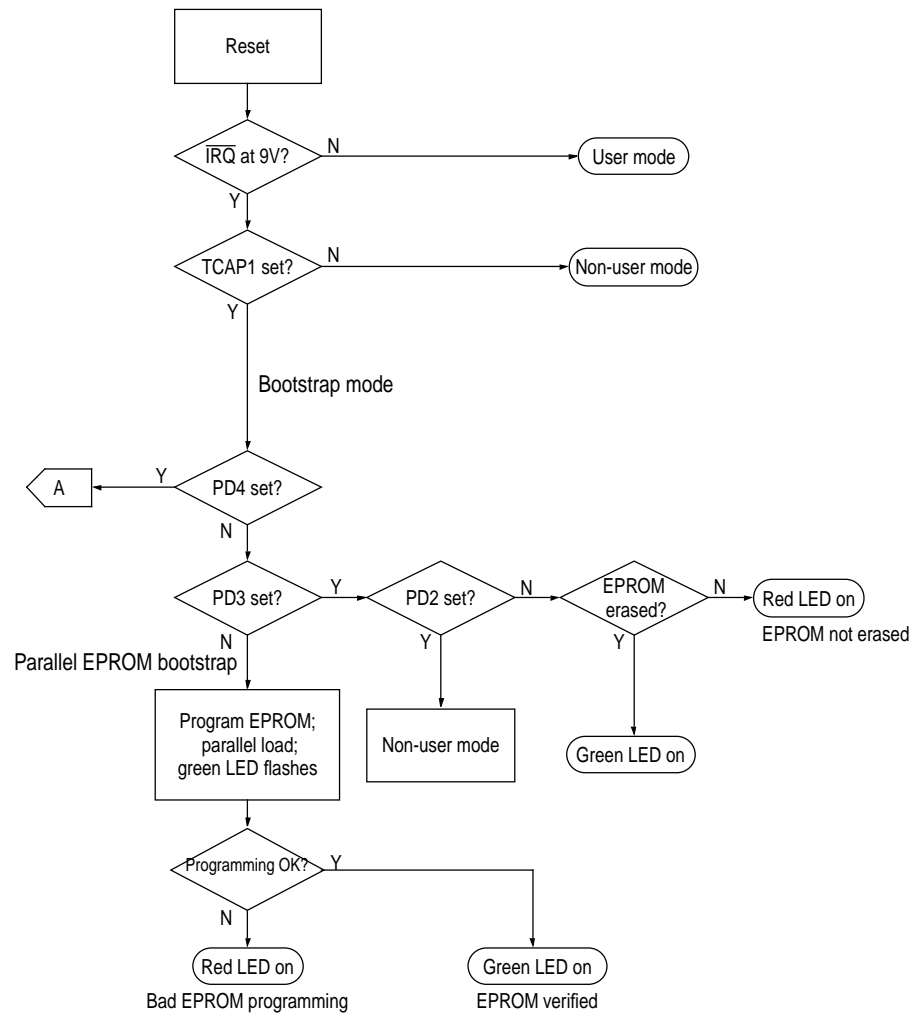 Reset
I̅R̅Q̅ at 9V?
N
User mode
Y
TCAP1 set?
N
Non-user mode
Y
Bootstrap mode
A
Y
PD4 set?
N
PD3 set?
Y
PD2 set?
N
EPROM
erased?
N
Red LED on
EPROM not erased
N
Y
Y
Parallel EPROM bootstrap
Program EPROM;
parallel load;
green LED flashes
Non-user mode
Green LED on
Programming OK?
Y
N
Red LED on
Bad EPROM programming
Green LED on
EPROM verified